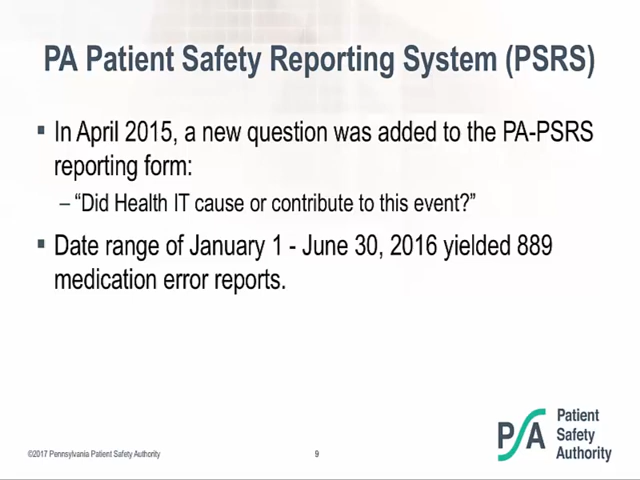 PA Patient Safety Reporting System (PSRS)
▪ In April 2015, a new question was added to the PA-PSRS
reporting form:
– “Did Health IT cause or contribute to this event?”
▪ Date range of January 1 - June 30, 2016 yielded 889
medication error reports.
©2017 Pennsylvania Patient Safety Authority
9
PSA
Patient
Safety
Authority